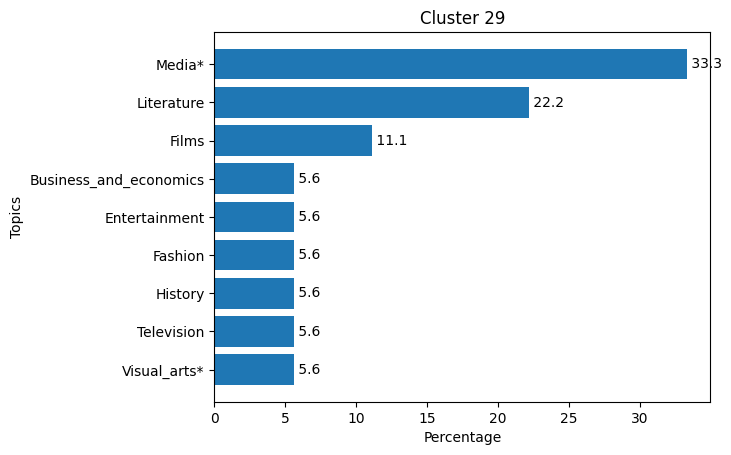 Cluster 29
Media*
33.3
Literature
22.2
Films
11.1
Business_and_economics
5.6
Entertainment
5.6
Fashion
5.6
History
5.6
Television
5.6
Visual_arts*
5.6
Topics
0 5 10 15 20 25 30
Percentage